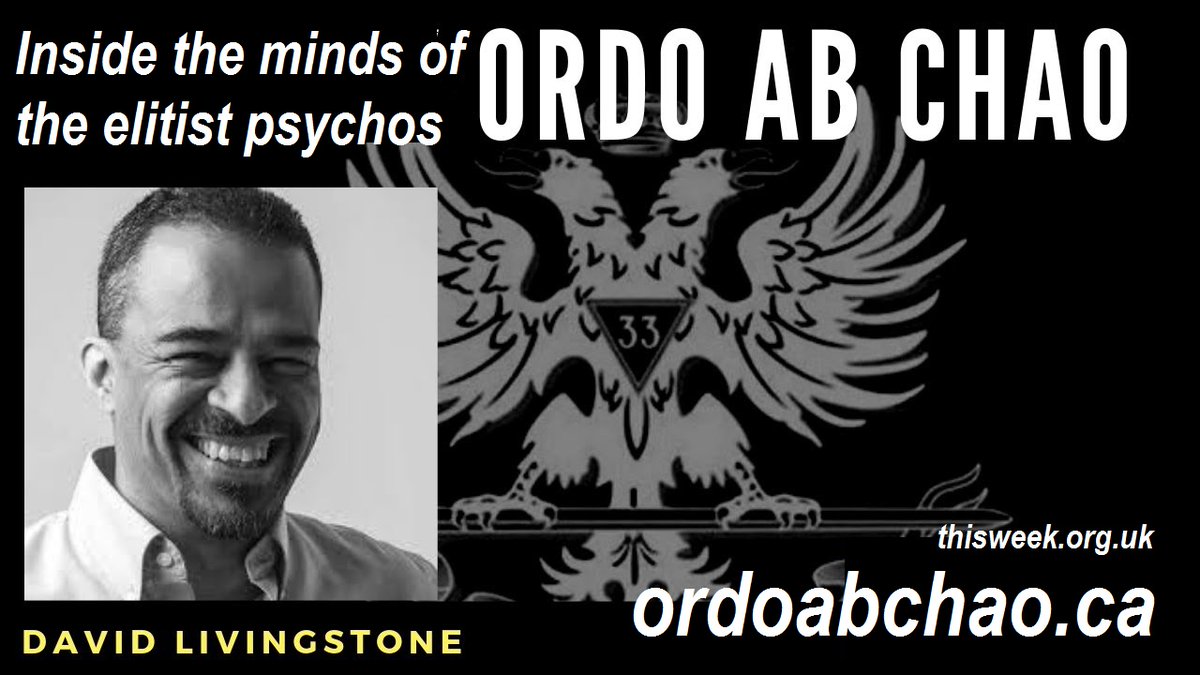 Inside the minds of
the elitist psychos
ORDO AB CHAO
33
thisweek.org.uk
ordoabchao.ca
DAVID LIVINGSTONE